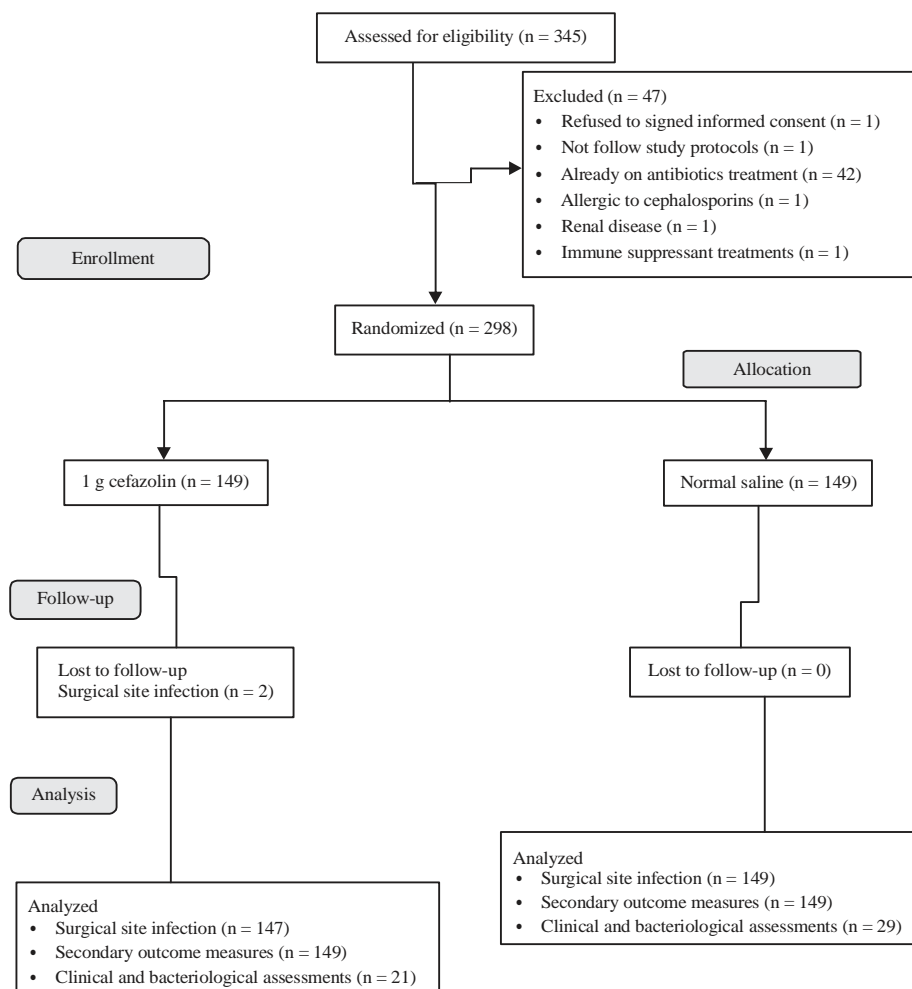 Assessed for eligibility (n = 345)
Excluded (n = 47)
• Refused to signed informed consent (n = 1)
• Not follow study protocols (n = 1)
• Already on antibiotics treatment (n = 42)
• Allergic to cephalosporins (n = 1)
• Renal disease (n = 1)
• Immune suppressant treatments (n = 1)
Enrollment
Randomized (n = 298)
Allocation
1 g cefazolin (n = 149)
Normal saline (n = 149)
Follow-up
Lost to follow-up
Surgical site infection (n = 2)
Lost to follow-up (n = 0)
Analysis
Analyzed
• Surgical site infection (n = 147)
• Secondary outcome measures (n = 149)
• Clinical and bacteriological assessments (n = 21)
Analyzed
• Surgical site infection (n = 149)
• Secondary outcome measures (n = 149)
• Clinical and bacteriological assessments (n = 29)